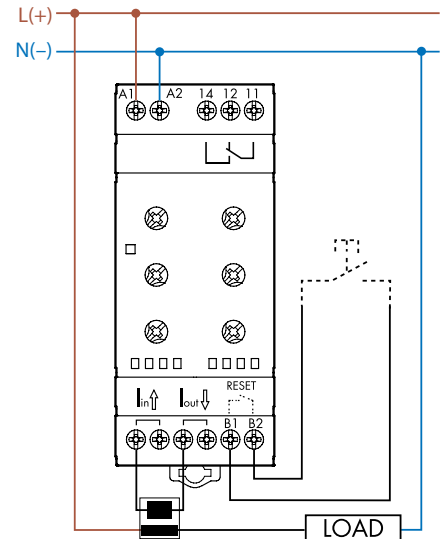 L(+)
N(−)
A1 A2 14 12 11
RESET
Iin Iout
B1 B2
LOAD